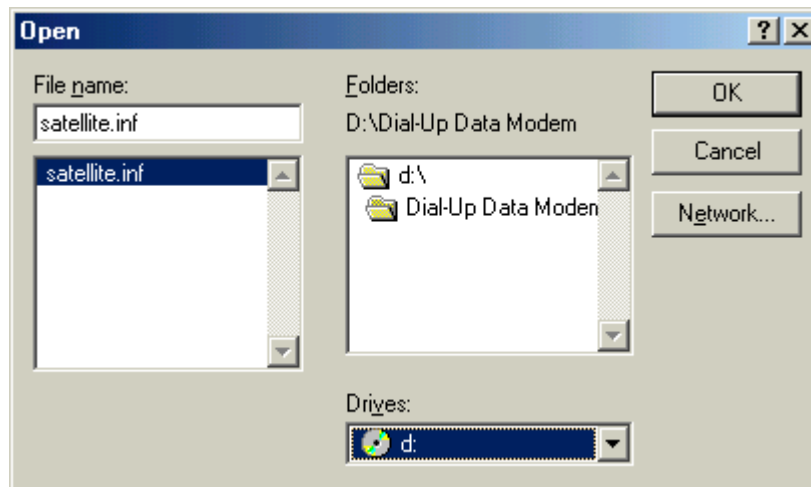 Open
File name:
satellite.inf
satellite.inf
Folders:
D:\Dial-Up Data Modem
d:\
Dial-Up Data Modem
OK
Cancel
Network...
Drives:
d: